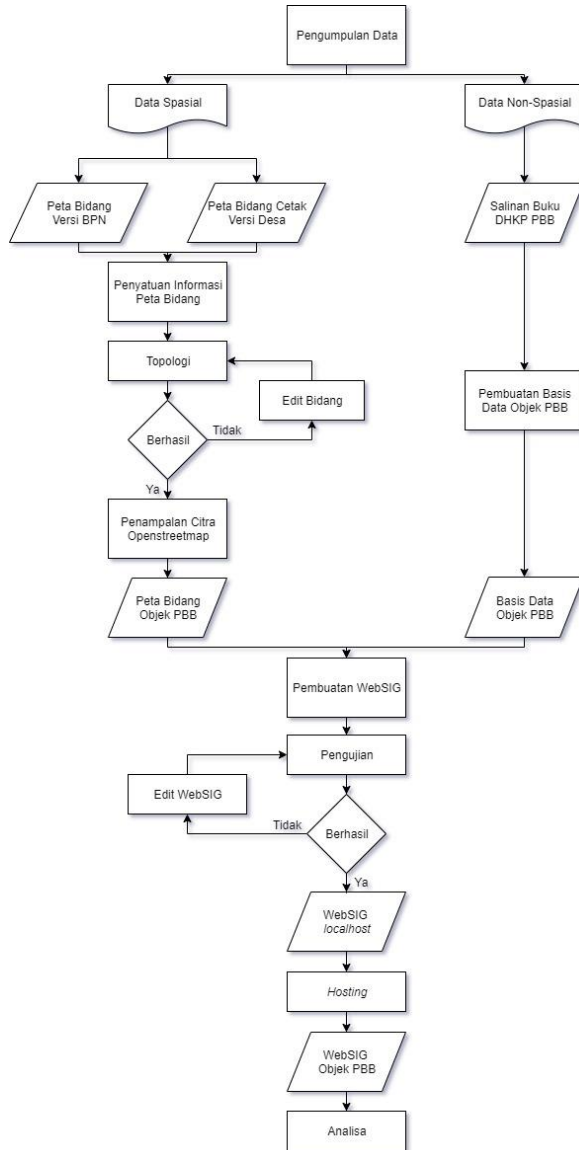 Pengumpulan Data
Data Spasial
Data Non-Spasial
Peta Bidang
Versi BPN
Peta Bidang Cetak
Versi Desa
Salinan Buku
DHKP PBB
Penyatuan Informasi
Peta Bidang
Topologi
Edit Bidang
Pembuatan Basis
Data Objek PBB
Berhasil
Tidak
Ya
Penampalan Citra
Openstreetmap
Peta Bidang
Objek PBB
Basis Data
Objek PBB
Pembuatan WebSIG
Pengujian
Edit WebSIG
Tidak
Berhasil
Ya
WebSIG
localhost
Hosting
WebSIG
Objek PBB
Analisa